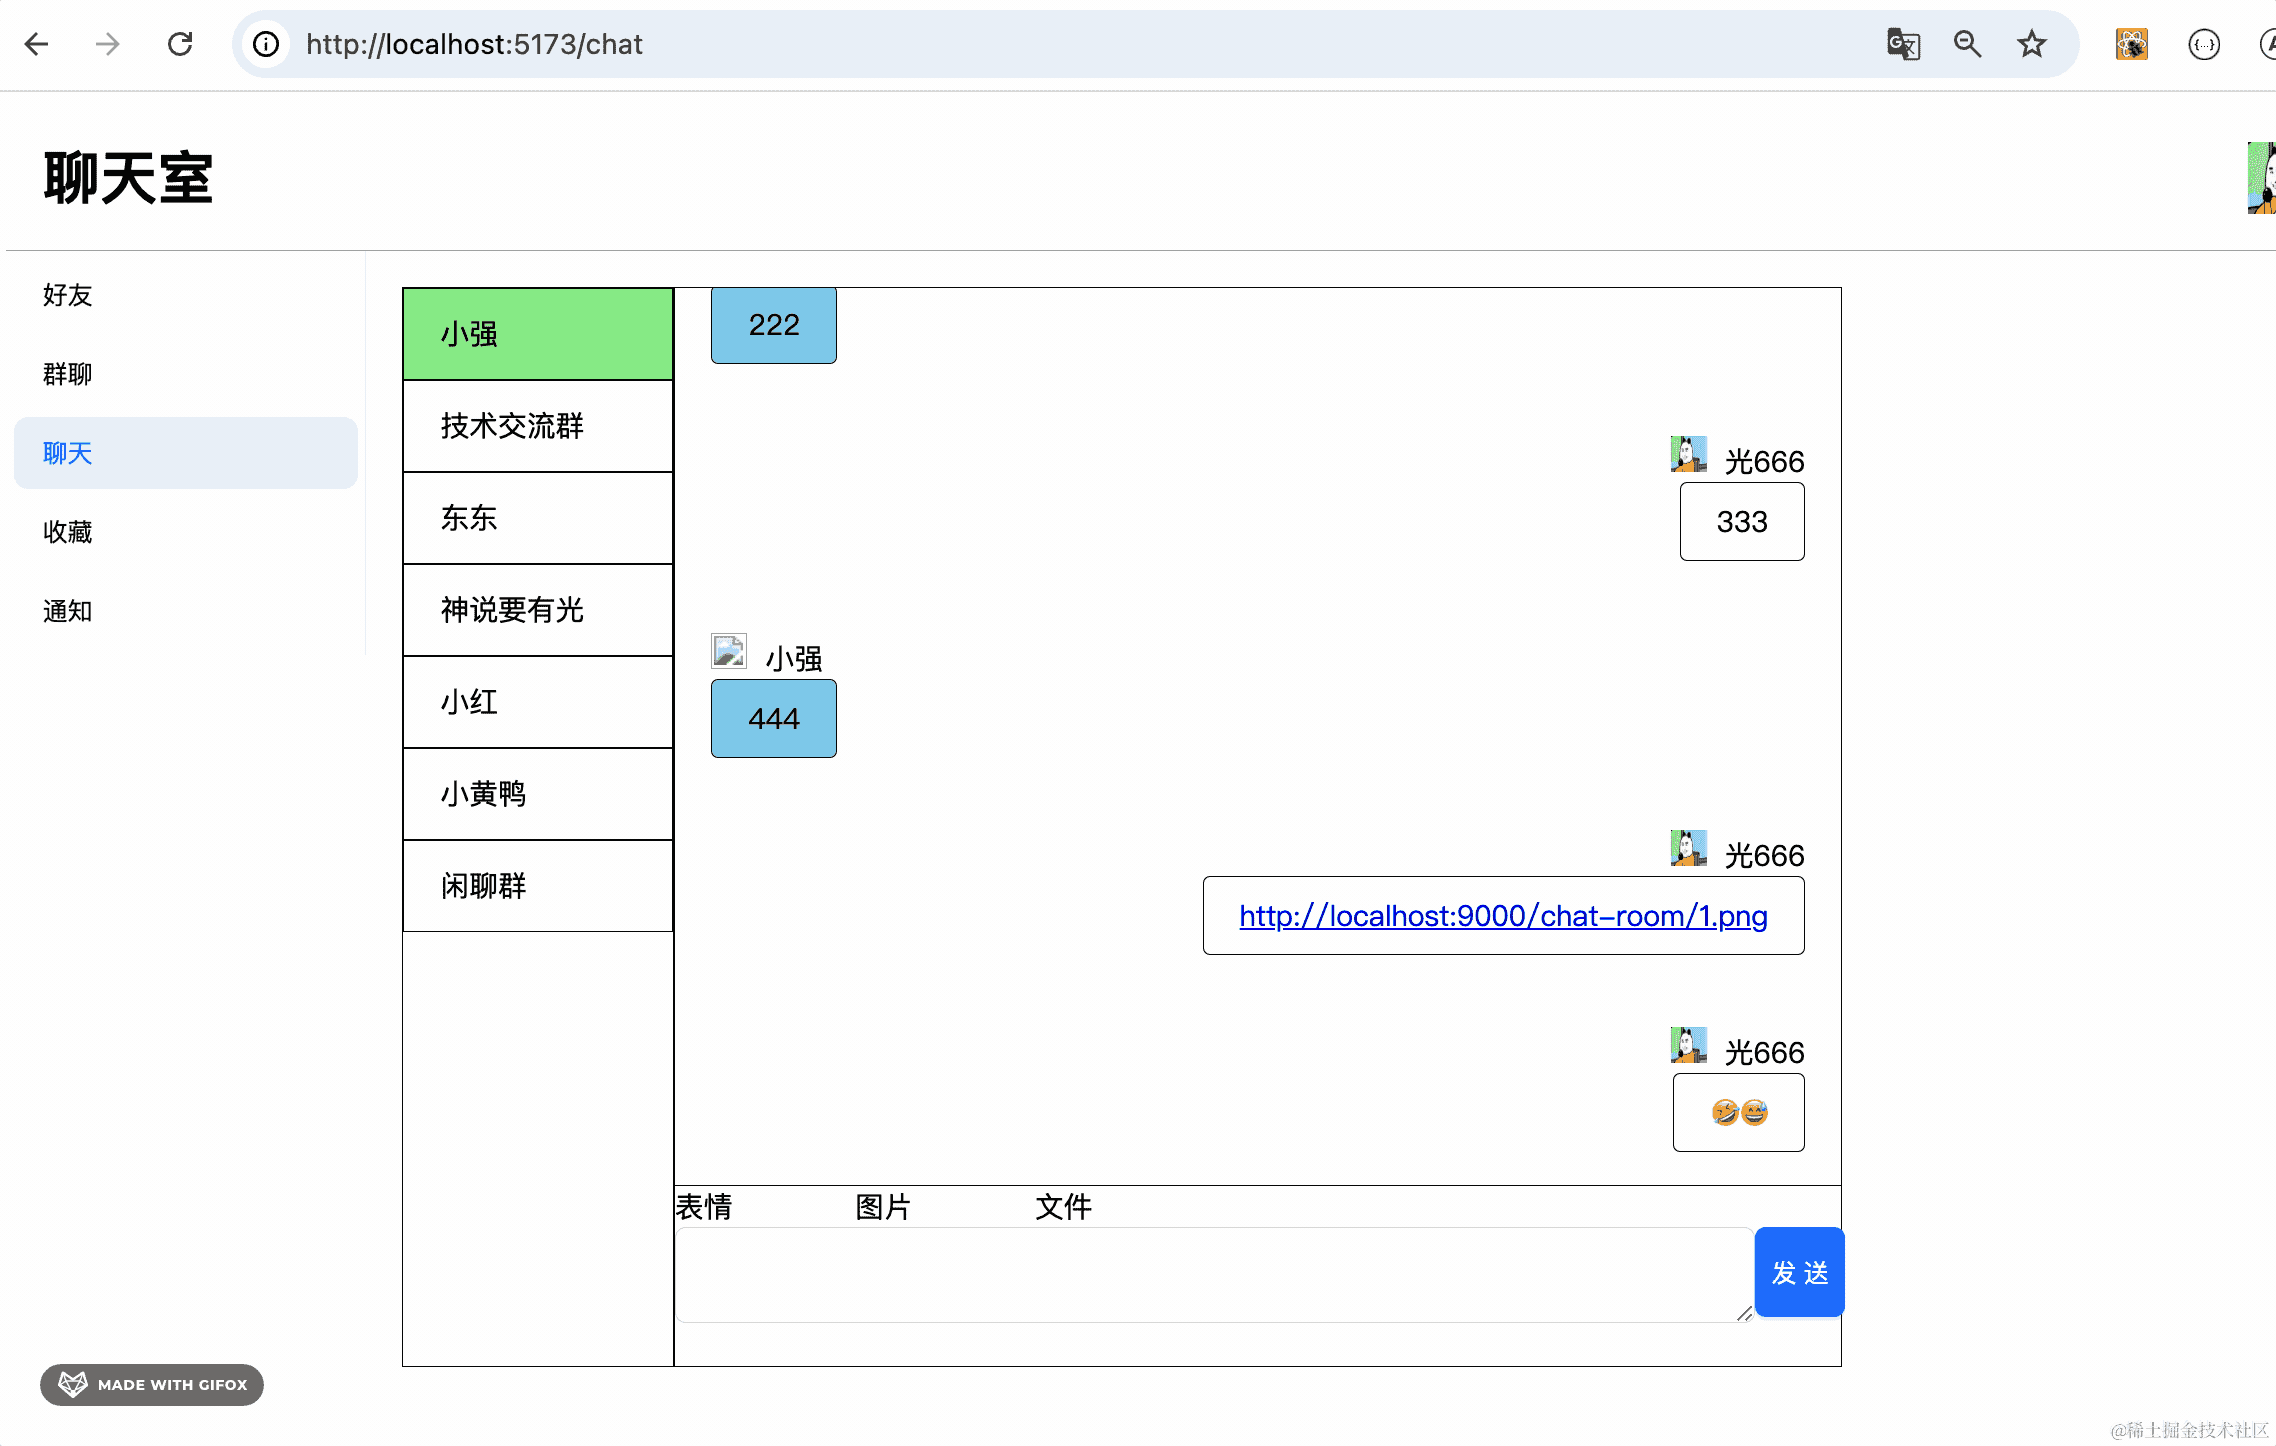 http://localhost:5173/chat
聊天室
好友
群聊
聊天
收藏
通知
小强
技术交流群
东东
神说要有光
小红
小黄鸭
闲聊群
222
光666
333
小强
444
光666
http://localhost:9000/chat-room/1.png
光666
🤣😅
表情 图片 文件
发 送
MADE WITH GIFOX
@稀土掘金技术社区